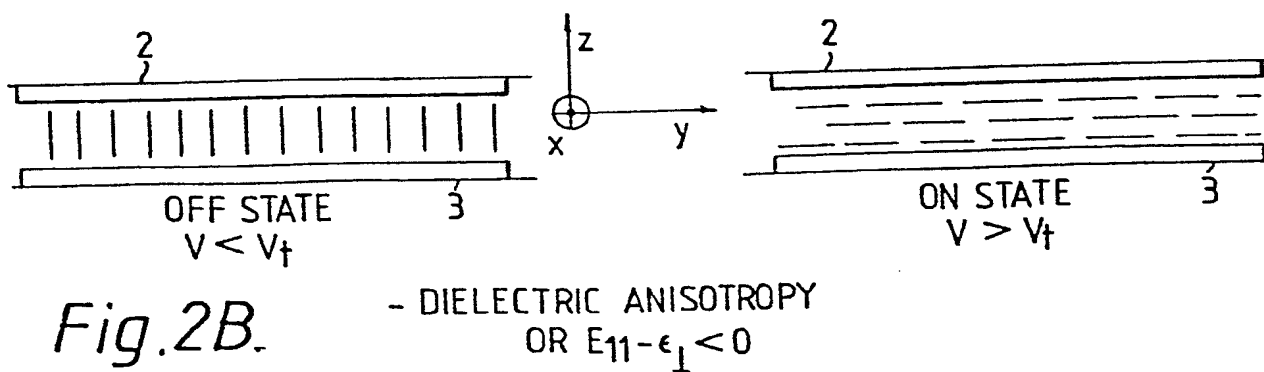 2
z
x
y
3
OFF STATE
V < Vt
2
3
ON STATE
V > Vt
Fig.2B.
- DIELECTRIC ANISOTROPY
OR E11-ϵ⊥<0